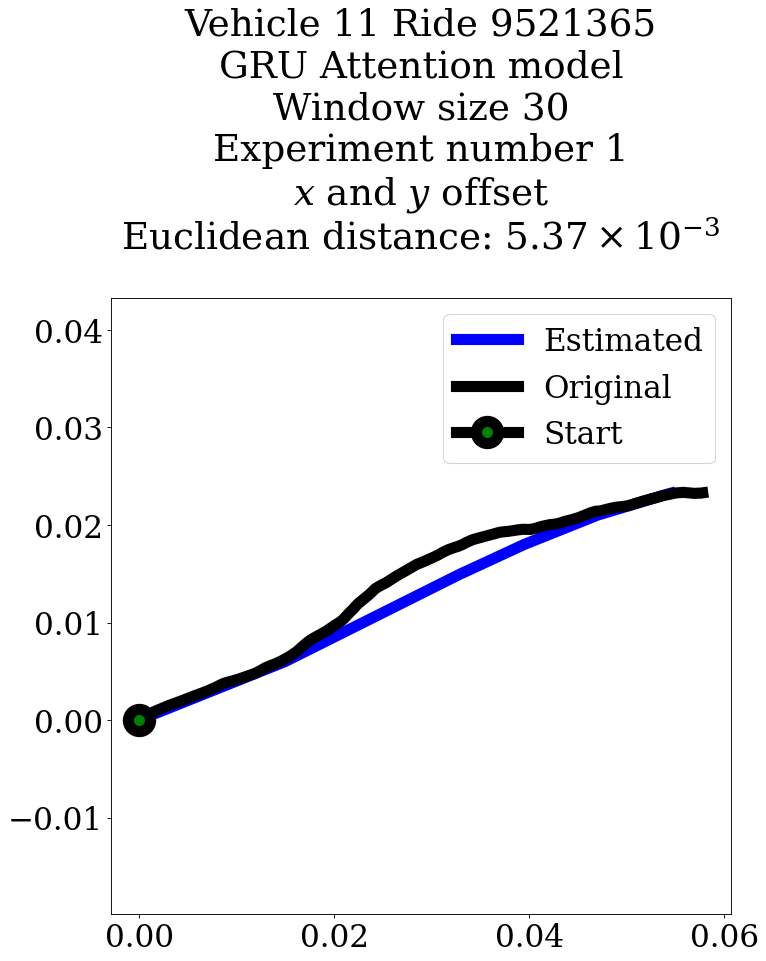 Vehicle 11 Ride 9521365
GRU Attention model
Window size 30
Experiment number 1
x and y offset
Euclidean distance: 5.37 × 10⁻³
Estimated
Original
Start
0.04
0.03
0.02
0.01
0.00
−0.01
0.00 0.02 0.04 0.06